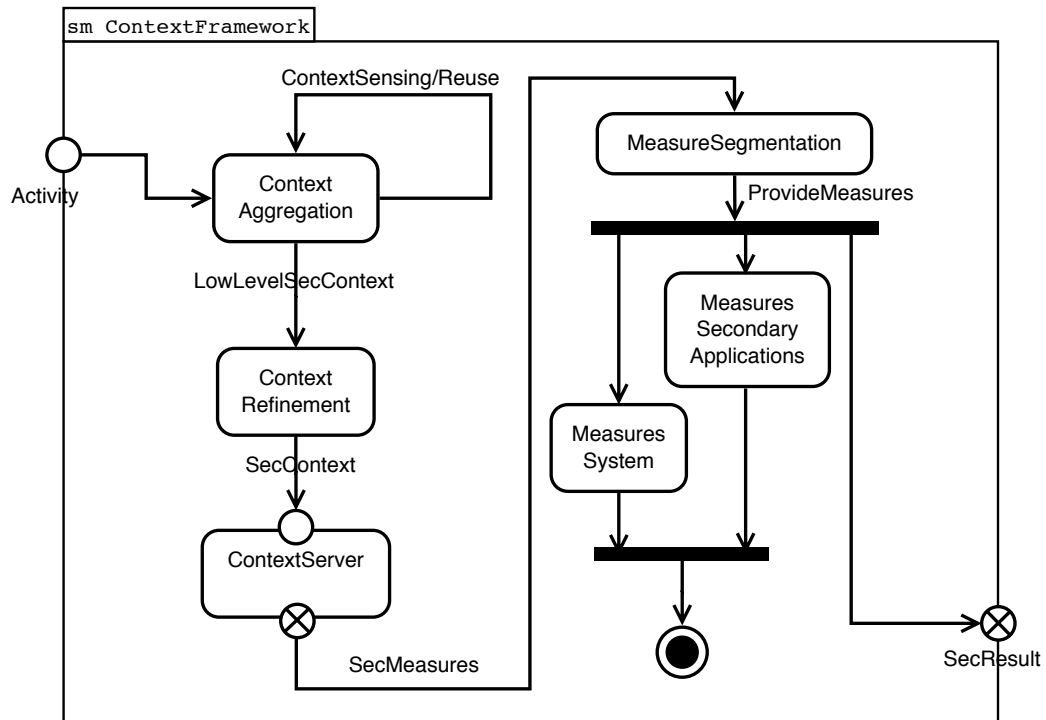 sm ContextFramework
ContextSensing/Reuse
Activity
Context
Aggregation
LowLevelSecContext
Context
Refinement
SecContext
ContextServer
SecMeasures
MeasureSegmentation
ProvideMeasures
Measures
Secondary
Applications
Measures
System
SecResult